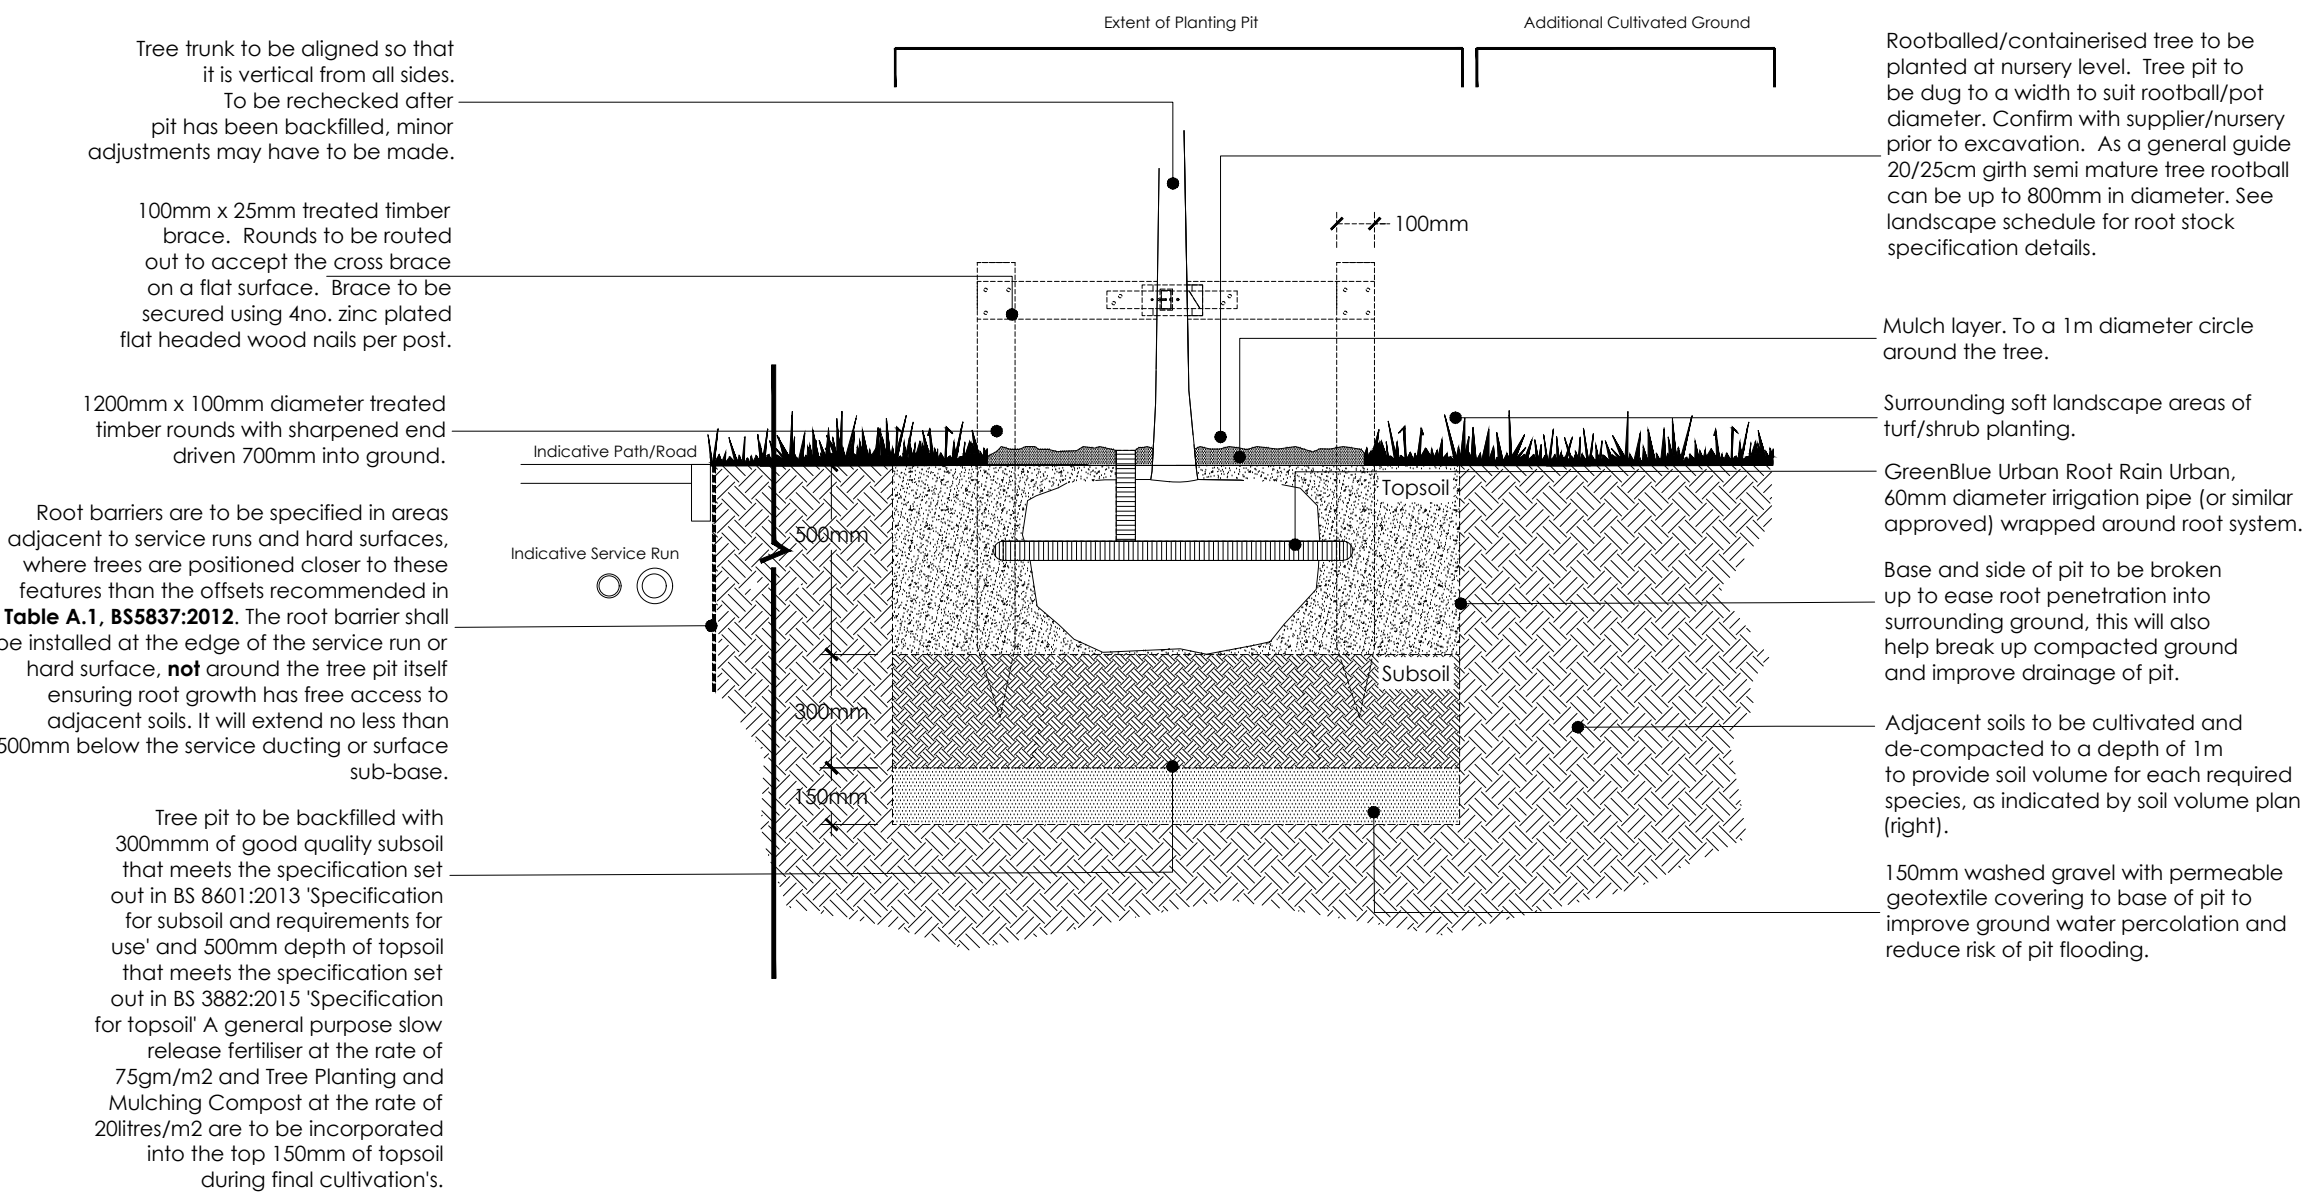 Extent of Planting Pit
Additional Cultivated Ground
Tree trunk to be aligned so that
it is vertical from all sides.
To be rechecked after
pit has been backfilled, minor
adjustments may have to be made.
100mm x 25mm treated timber
brace. Rounds to be routed
out to accept the cross brace
on a flat surface. Brace to be
secured using 4no. zinc plated
flat headed wood nails per post.
1200mm x 100mm diameter treated
timber rounds with sharpened end
driven 700mm into ground.
Root barriers are to be specified in areas
adjacent to service runs and hard surfaces,
where trees are positioned closer to these
features than the offsets recommended in
Table A.1, BS5837:2012. The root barrier shall
be installed at the edge of the service run or
hard surface, not around the tree pit itself
ensuring root growth has free access to
adjacent soils. It will extend no less than
500mm below the service ducting or surface
sub-base.
Tree pit to be backfilled with
300mmm of good quality subsoil
that meets the specification set
out in BS 8601:2013 'Specification
for subsoil and requirements for
use' and 500mm depth of topsoil
that meets the specification set
out in BS 3882:2015 'Specification
for topsoil' A general purpose slow
release fertiliser at the rate of
75gm/m2 and Tree Planting and
Mulching Compost at the rate of
20litres/m2 are to be incorporated
into the top 150mm of topsoil
during final cultivation's.
Indicative Path/Road
Indicative Service Run
100mm
500mm
300mm
150mm
Topsoil
Subsoil
Rootballed/containerised tree to be
planted at nursery level. Tree pit to
be dug to a width to suit rootball/pot
diameter. Confirm with supplier/nursery
prior to excavation. As a general guide
20/25cm girth semi mature tree rootball
can be up to 800mm in diameter. See
landscape schedule for root stock
specification details.
Mulch layer. To a 1m diameter circle
around the tree.
Surrounding soft landscape areas of
turf/shrub planting.
GreenBlue Urban Root Rain Urban,
60mm diameter irrigation pipe (or similar
approved) wrapped around root system.
Base and side of pit to be broken
up to ease root penetration into
surrounding ground, this will also
help break up compacted ground
and improve drainage of pit.
Adjacent soils to be cultivated and
de-compacted to a depth of 1m
to provide soil volume for each required
species, as indicated by soil volume plan
(right).
150mm washed gravel with permeable
geotextile covering to base of pit to
improve ground water percolation and
reduce risk of pit flooding.